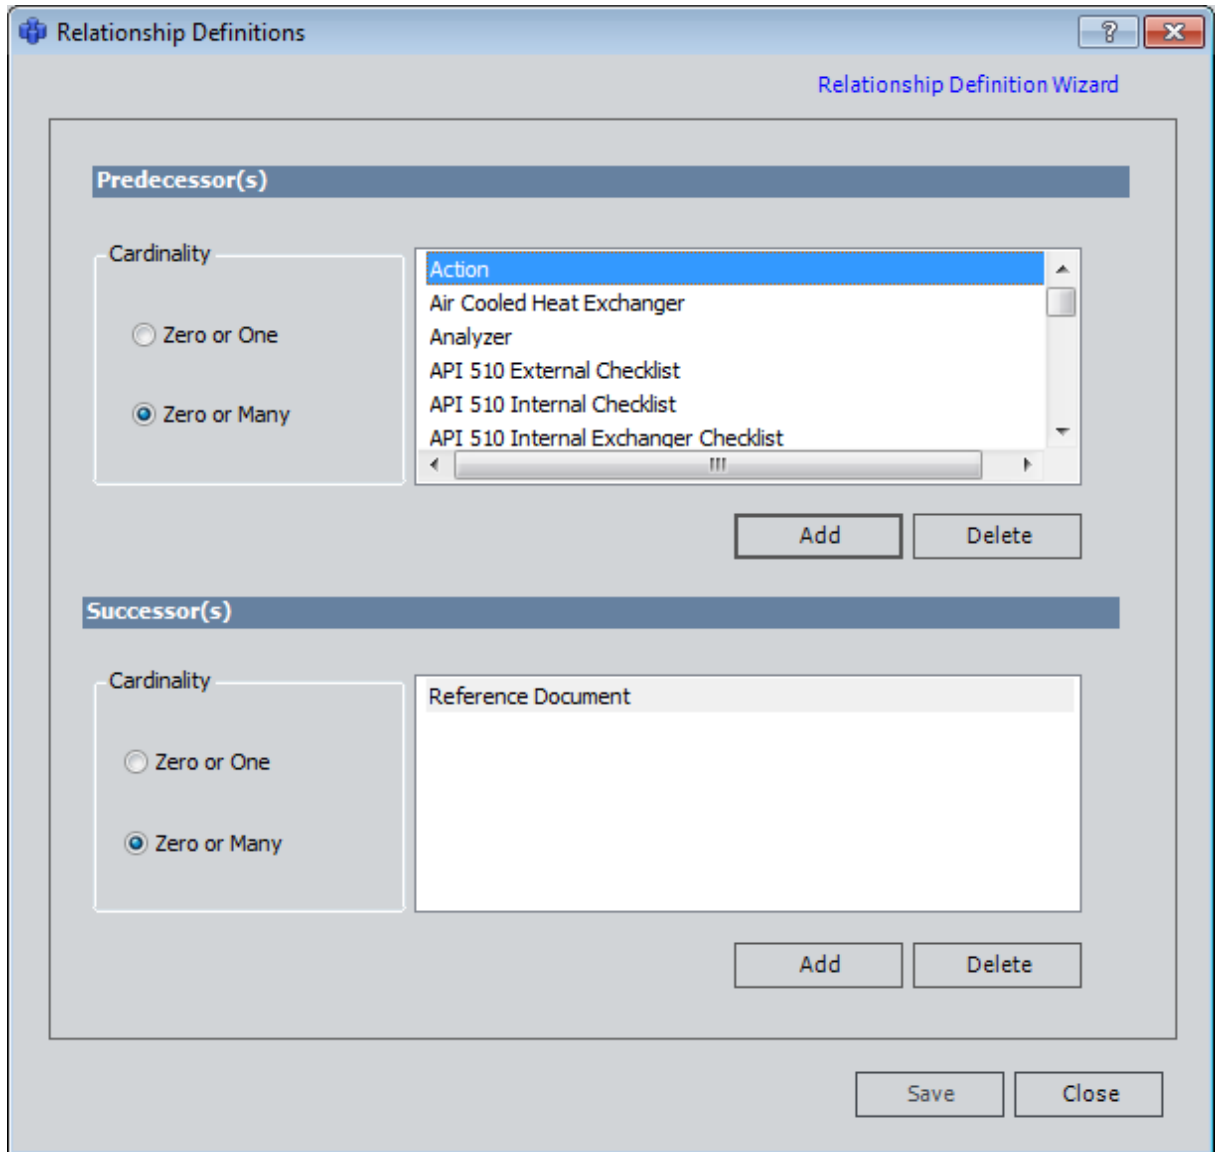 Relationship Definitions
Relationship Definition Wizard
Predecessor(s)
Cardinality
Zero or One
Zero or Many
Action
Air Cooled Heat Exchanger
Analyzer
API 510 External Checklist
API 510 Internal Checklist
API 510 Internal Exchanger Checklist
Add Delete
Successor(s)
Cardinality
Zero or One
Zero or Many
Reference Document
Add Delete
Save Close